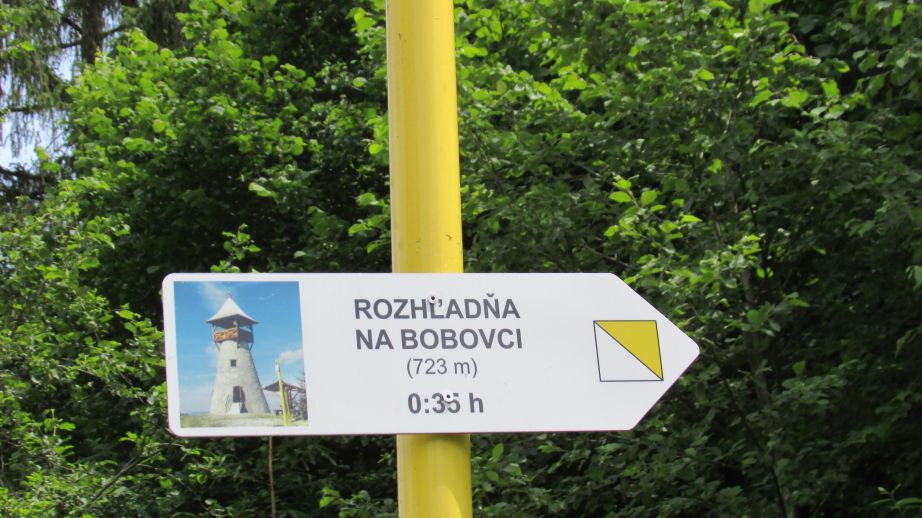 ROZHĽADŇA
NA BOBOVCI
(723 m)
0:35 h